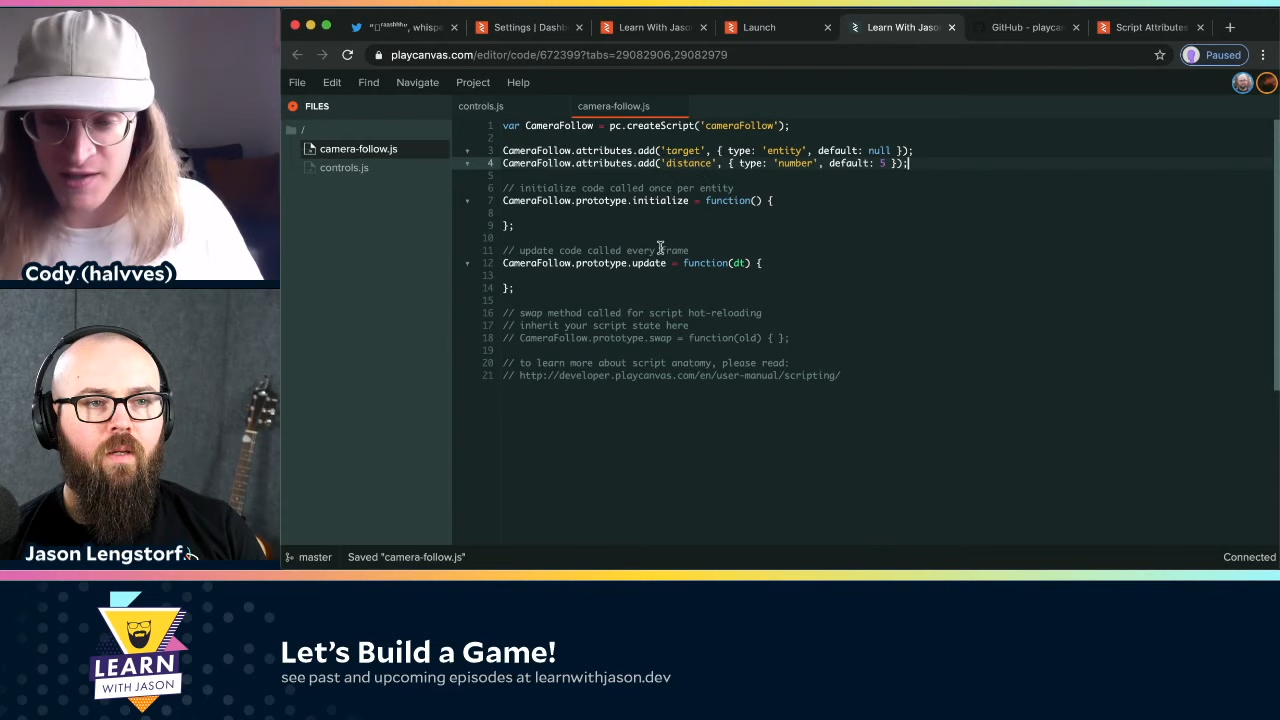 "𓂺ʳᵃᵃˢʰʰʰ", whisp
Settings | Dashb
Learn With Jaso
Launch
Learn With Jaso
GitHub - playca
Script Attributes
playcanvas.com/editor/code/672399?tabs=29082906,29082979
Paused
File
Edit
Find
Navigate
Project
Help
FILES
controls.js
camera-follow.js
/
camera-follow.js
controls.js
1 var CameraFollow = pc.createScript('cameraFollow');
2
3 CameraFollow.attributes.add('target', { type: 'entity', default: null });
4 CameraFollow.attributes.add('distance', { type: 'number', default: 5 });
5
6 // initialize code called once per entity
7 CameraFollow.prototype.initialize = function() {
8
9 };
10
11 // update code called every frame
12 CameraFollow.prototype.update = function(dt) {
13
14 };
15
16 // swap method called for script hot-reloading
17 // inherit your script state here
18 // CameraFollow.prototype.swap = function(old) { };
19
20 // to learn more about script anatomy, please read:
21 // http://developer.playcanvas.com/en/user-manual/scripting/
Cody (halvves)
Jason Lengstorf
master
Saved "camera-follow.js"
Connected
LEARN
WITH JASON
Let's Build a Game!
see past and upcoming episodes at learnwithjason.dev